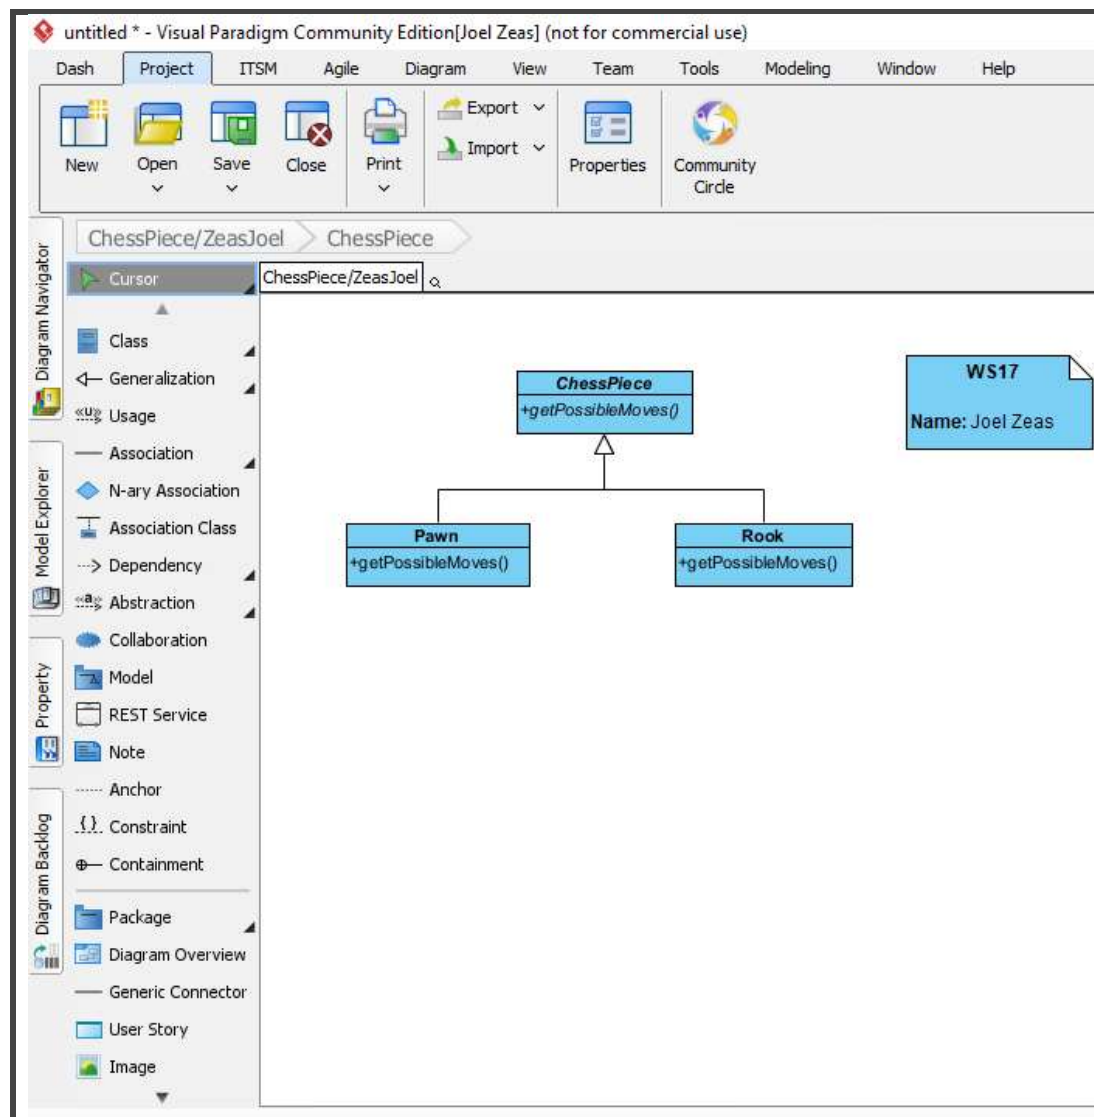 untitled * - Visual Paradigm Community Edition[Joel Zeas] (not for commercial use)
Dash Project ITSM Agile Diagram View Team Tools Modeling Window Help
New Open Save Close Print Export Import Properties Community Circle
ChessPiece/ZeasJoel ChessPiece
Diagram Navigator
Model Explorer
Property
Diagram Backlog
Cursor
Class
Generalization
«U» Usage
Association
N-ary Association
Association Class
Dependency
«a» Abstraction
Collaboration
Model
REST Service
Note
Anchor
{} Constraint
Containment
Package
Diagram Overview
Generic Connector
User Story
Image
ChessPiece/ZeasJoel
ChessPiece
+getPossibleMoves()
WS17
Name: Joel Zeas
Pawn
+getPossibleMoves()
Rook
+getPossibleMoves()